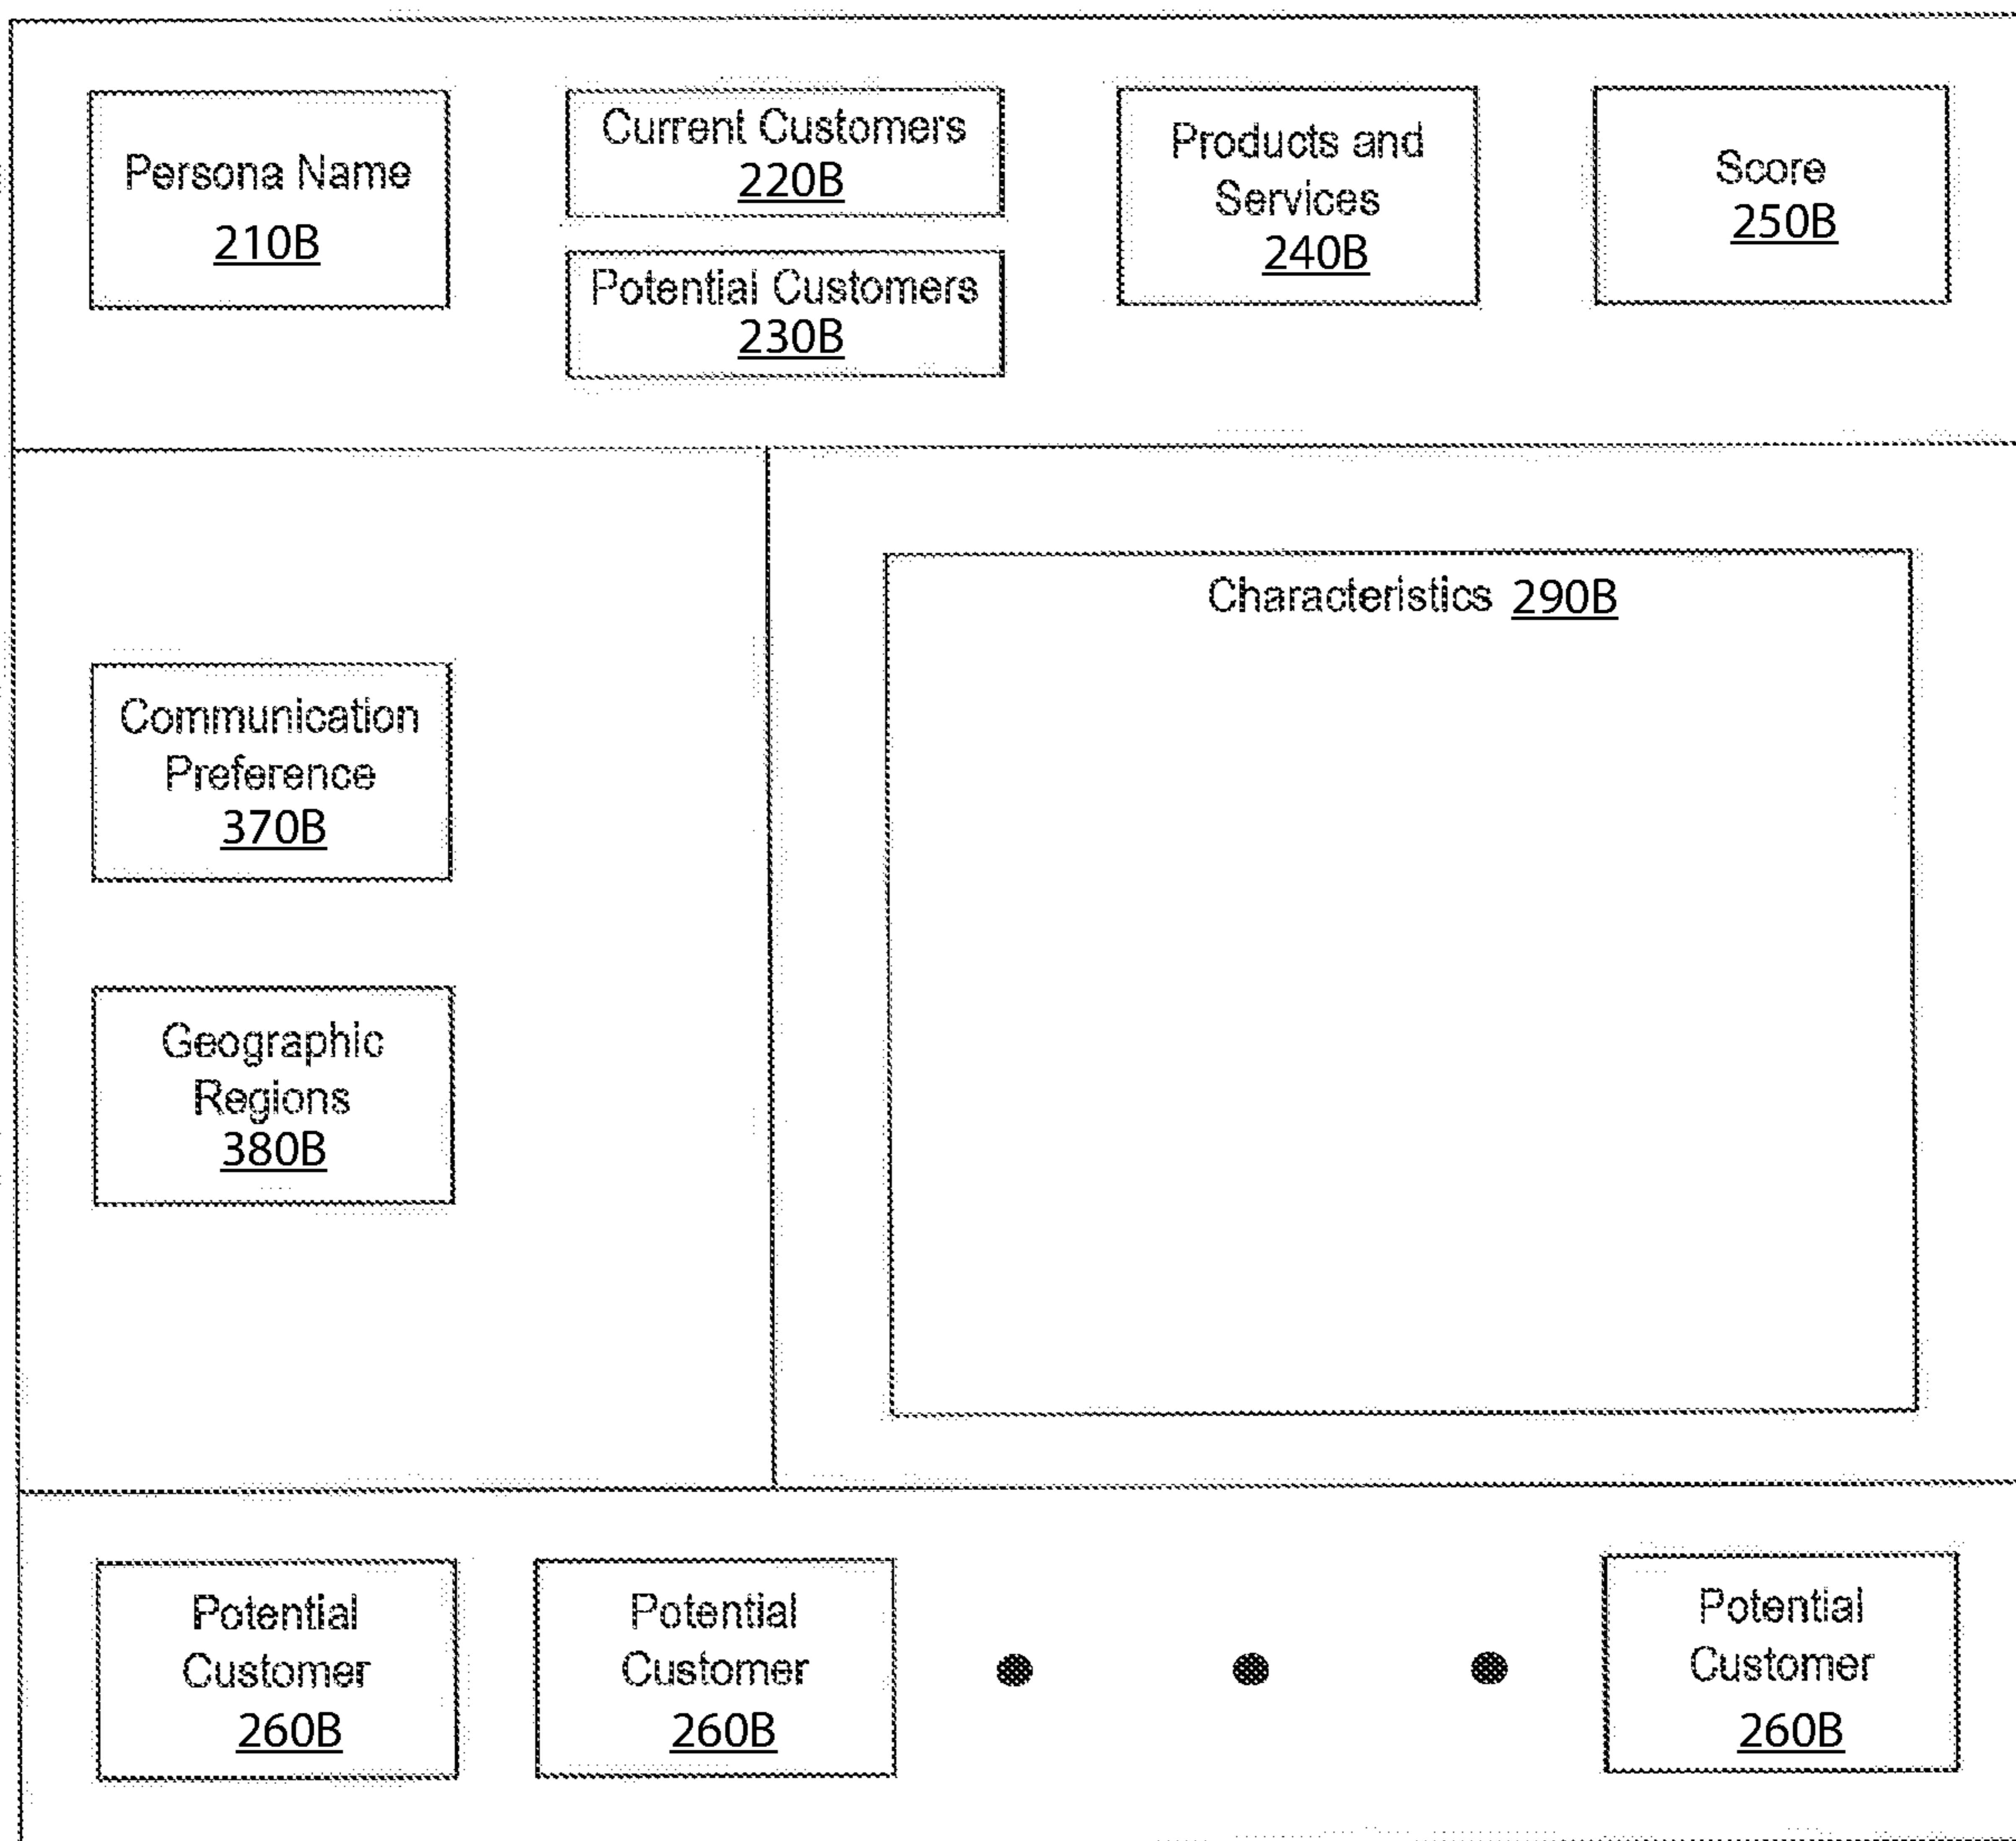 Persona Name
210B
Current Customers
220B
Potential Customers
230B
Products and
Services
240B
Score
250B
Communication
Preference
370B
Geographic
Regions
380B
Characteristics 290B
Potential
Customer
260B
Potential
Customer
260B
Potential
Customer
260B